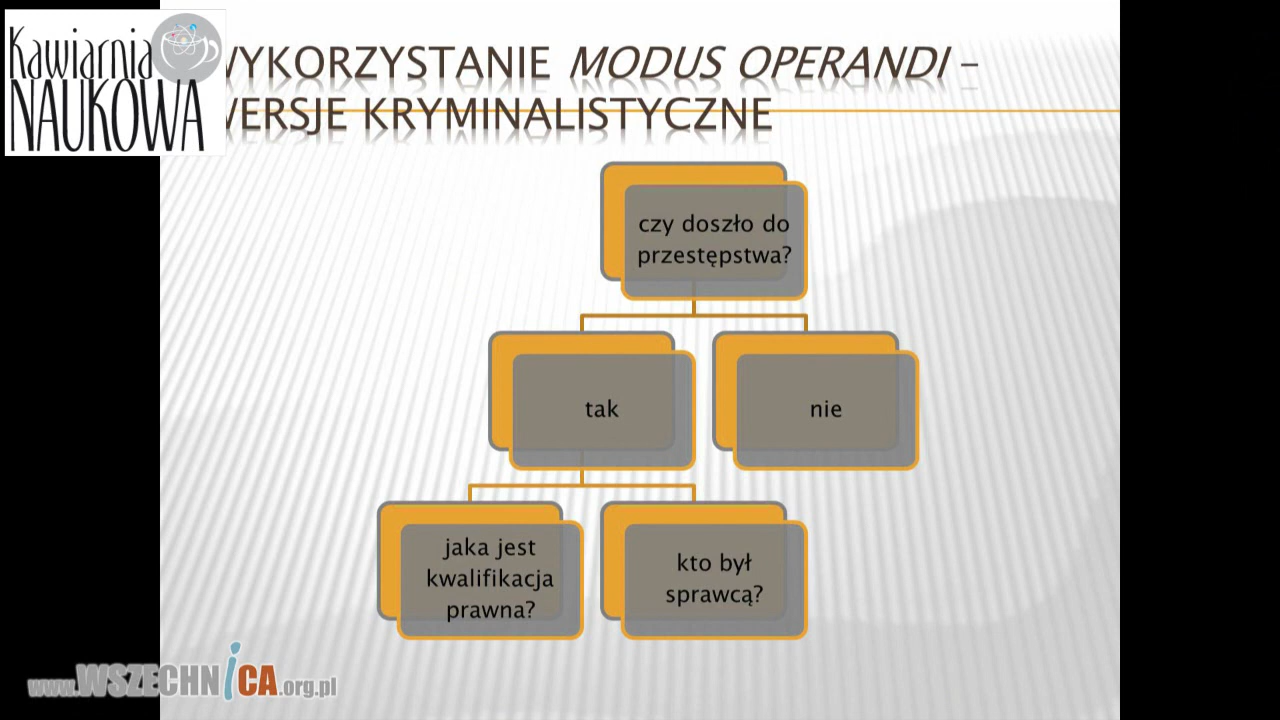 Kawiarnia
NAUKOWA
WYKORZYSTANIE MODUS OPERANDI –
WERSJE KRYMINALISTYCZNE
czy doszło do
przestępstwa?
tak
nie
jaka jest
kwalifikacja
prawna?
kto był
sprawcą?
www.WSZECHNiCA.org.pl